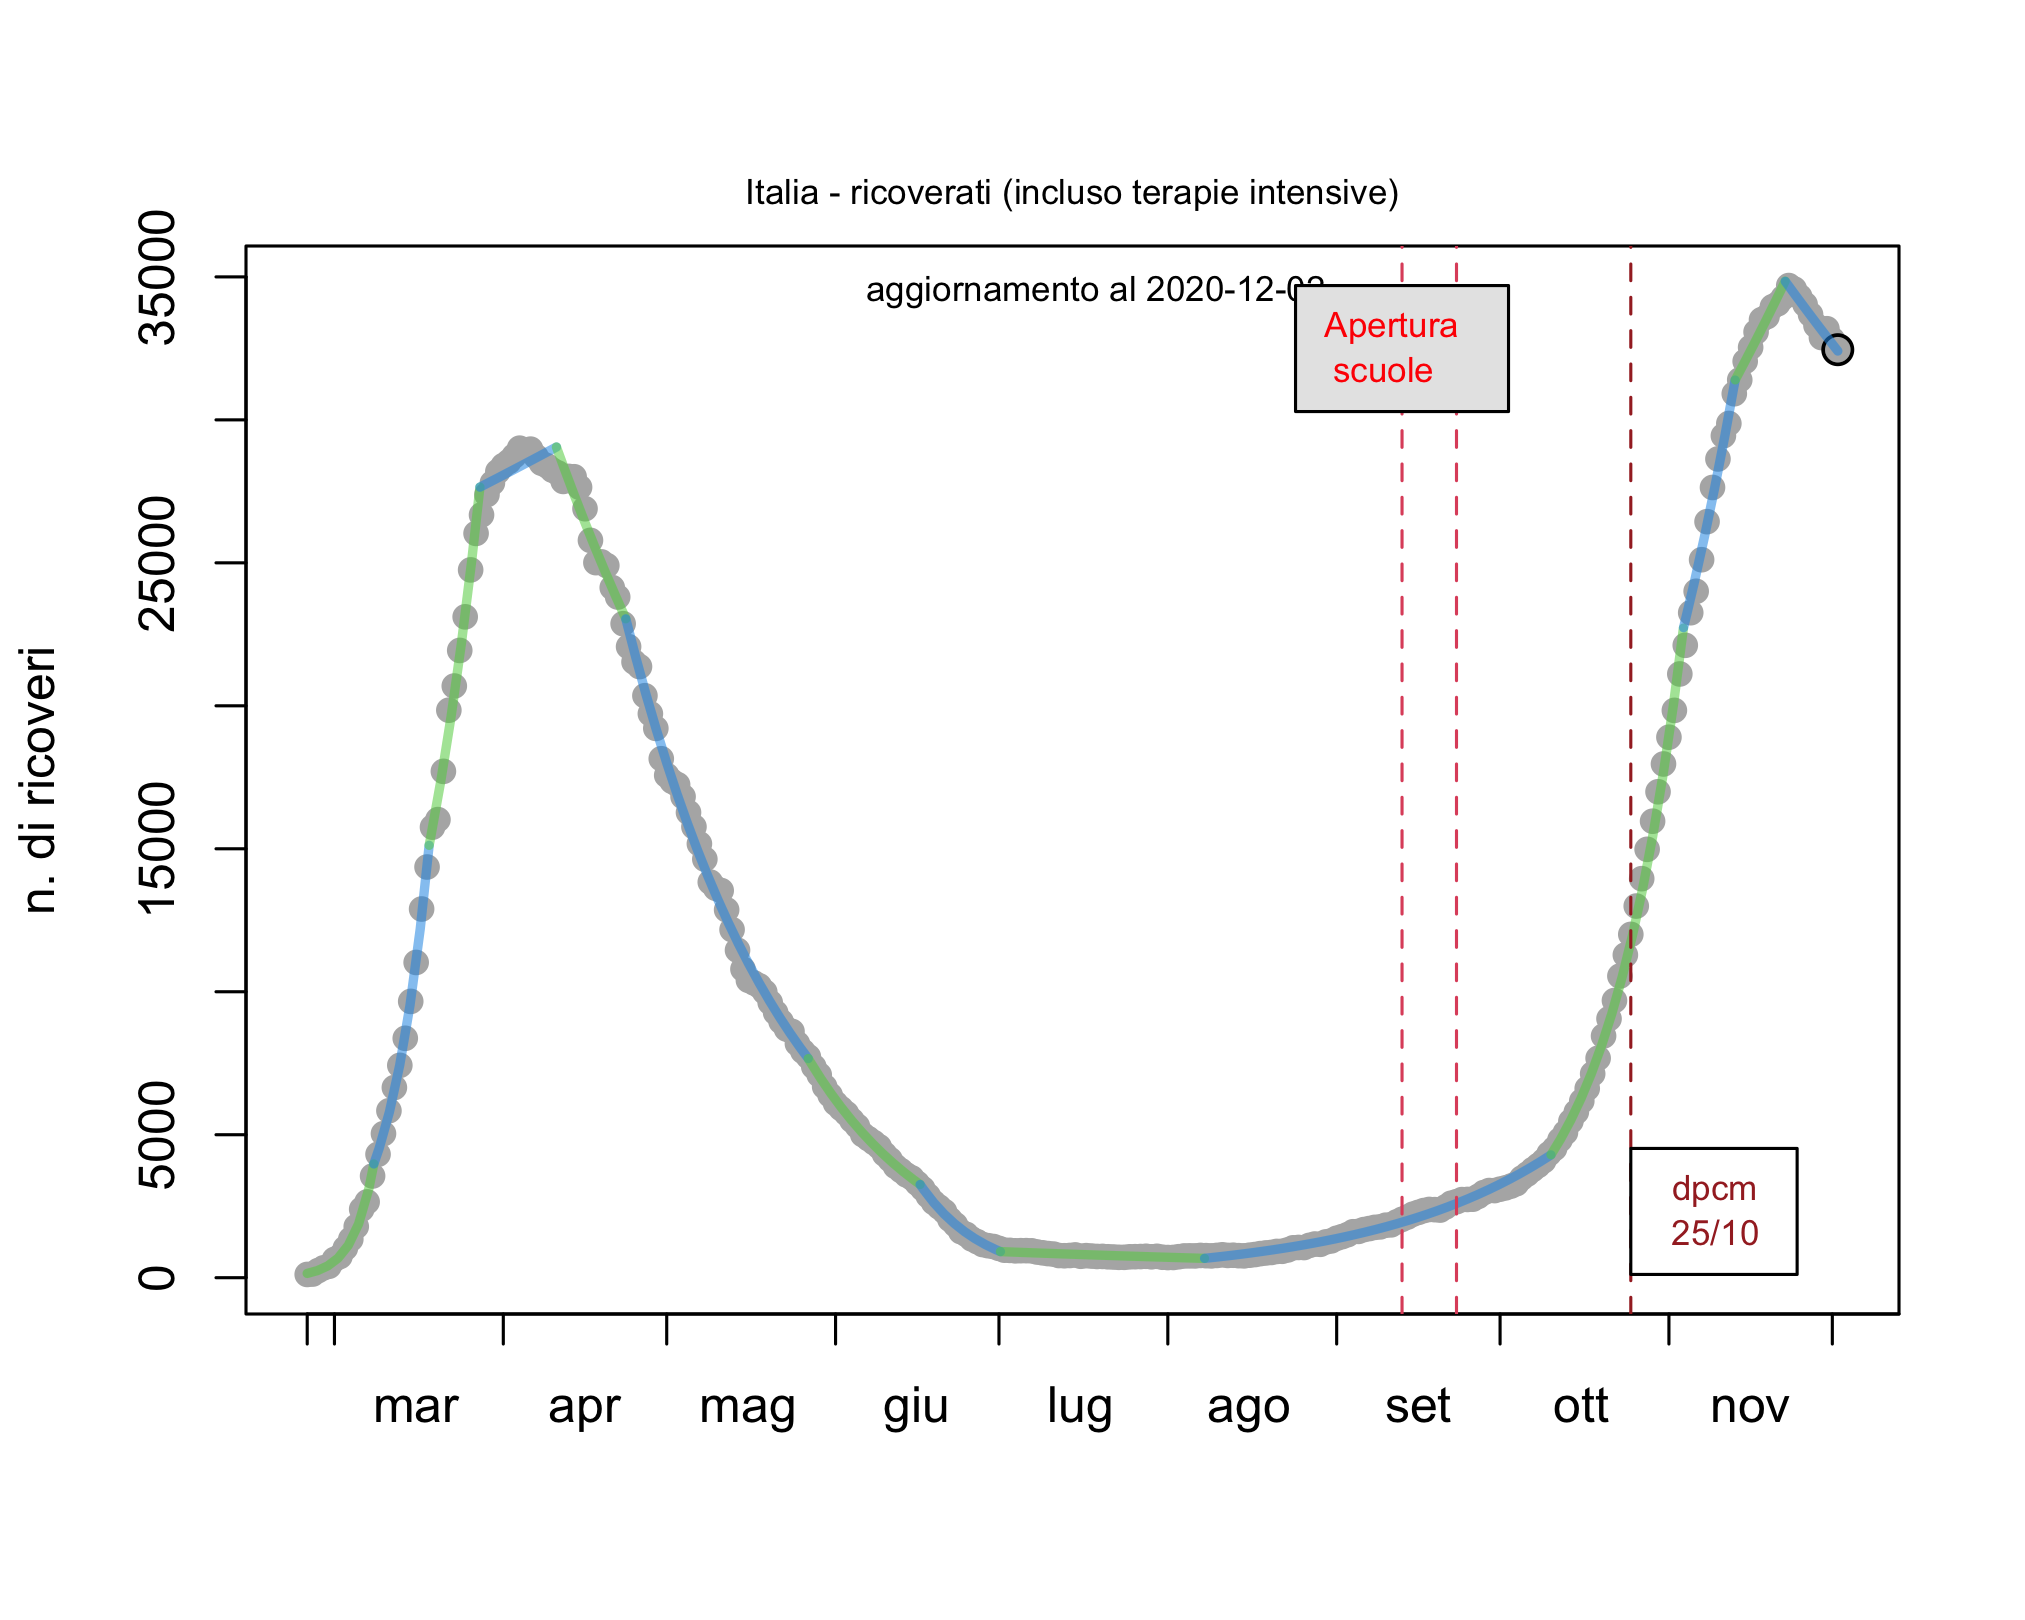 Italia - ricoverati (incluso terapie intensive)
aggiornamento al 2020-12-02
Apertura
scuole
dpcm
25/10
n. di ricoveri
35000
25000
15000
5000
0
mar apr mag giu lug ago set ott nov